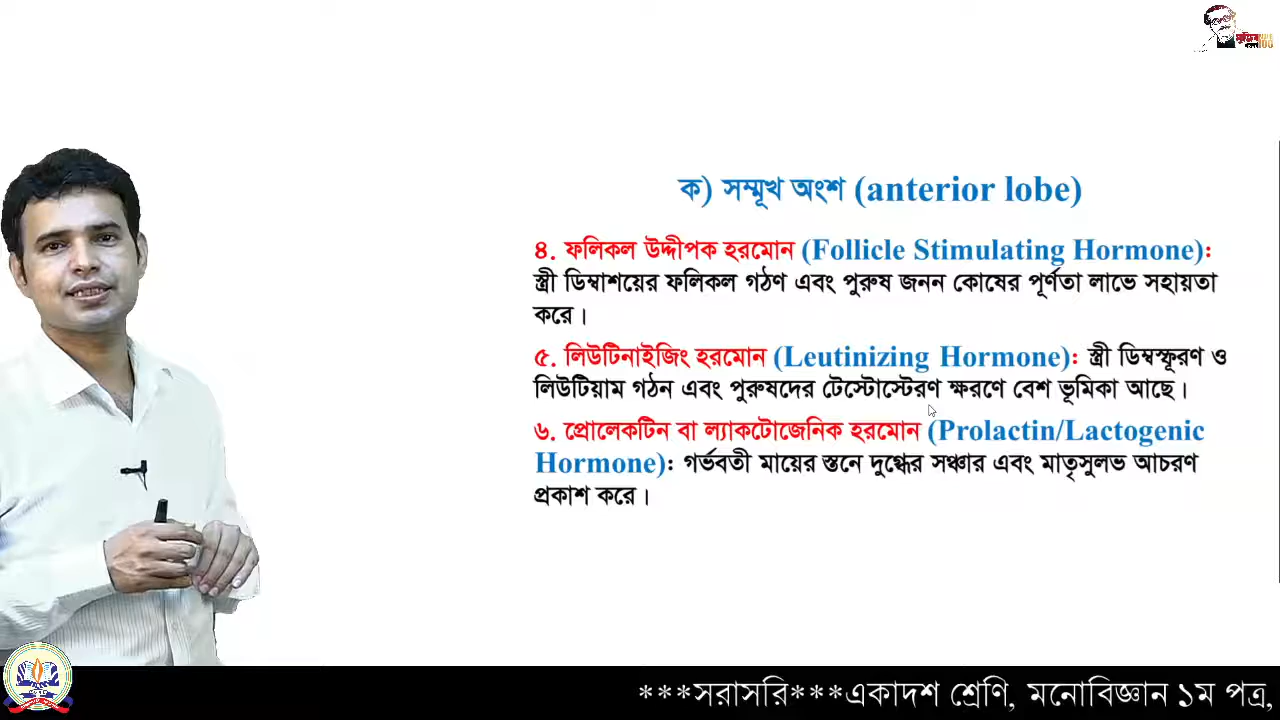 ক) সম্মূখ অংশ (anterior lobe)
৪. ফলিকল উদ্দীপক হরমোন (Follicle Stimulating Hormone):
স্ত্রী ডিম্বাশয়ের ফলিকল গঠণ এবং পুরুষ জনন কোষের পূর্ণতা লাভে সহায়তা
করে।
৫. লিউটিনাইজিং হরমোন (Leutinizing Hormone): স্ত্রী ডিম্বস্ফূরণ ও
লিউটিয়াম গঠন এবং পুরুষদের টেস্টোস্টেরণ ক্ষরণে বেশ ভূমিকা আছে।
৬. প্রোলেকটিন বা ল্যাকটোজেনিক হরমোন (Prolactin/Lactogenic
Hormone): গর্ভবতী মায়ের স্তনে দুগ্ধের সঞ্চার এবং মাতৃসুলভ আচরণ
প্রকাশ করে।
***সরাসরি***একাদশ শ্রেণি, মনোবিজ্ঞান ১ম পত্র,